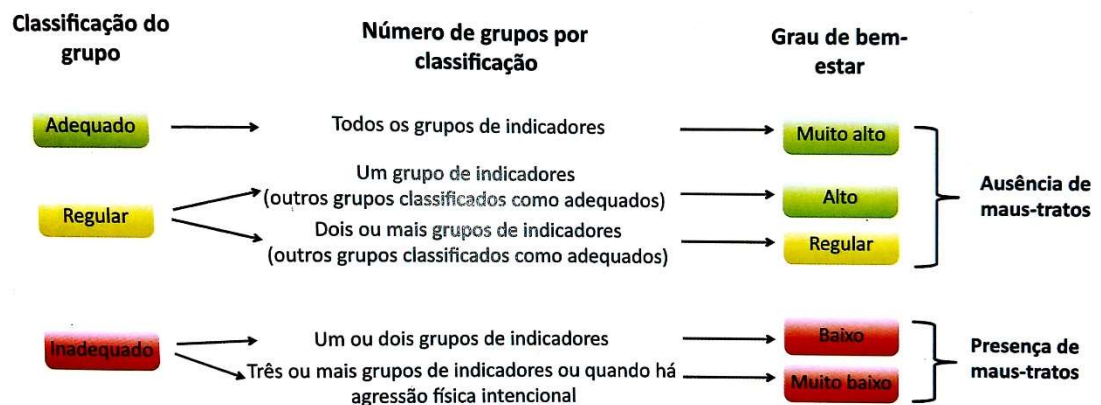 Classificação do
grupo
Número de grupos por
classificação
Grau de bem-
estar
Adequado
Todos os grupos de indicadores
Muito alto
Regular
Um grupo de indicadores
(outros grupos classificados como adequados)
Alto
Dois ou mais grupos de indicadores
(outros grupos classificados como adequados)
Regular
Ausência de
maus-tratos
Inadequado
Um ou dois grupos de indicadores
Baixo
Três ou mais grupos de indicadores ou quando há
agressão física intencional
Muito baixo
Presença de
maus-tratos